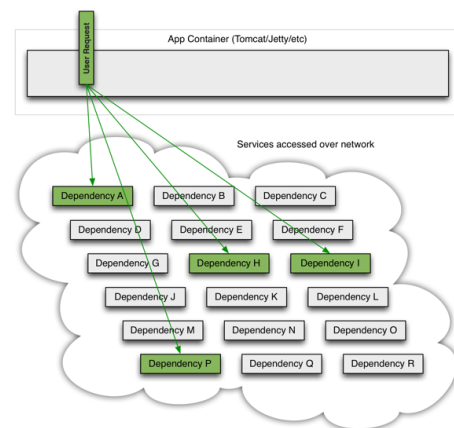 User Request
App Container (Tomcat/Jetty/etc)
Services accessed over network
Dependency A
Dependency B
Dependency C
Dependency D
Dependency E
Dependency F
Dependency G
Dependency H
Dependency I
Dependency J
Dependency K
Dependency L
Dependency M
Dependency N
Dependency O
Dependency P
Dependency Q
Dependency R